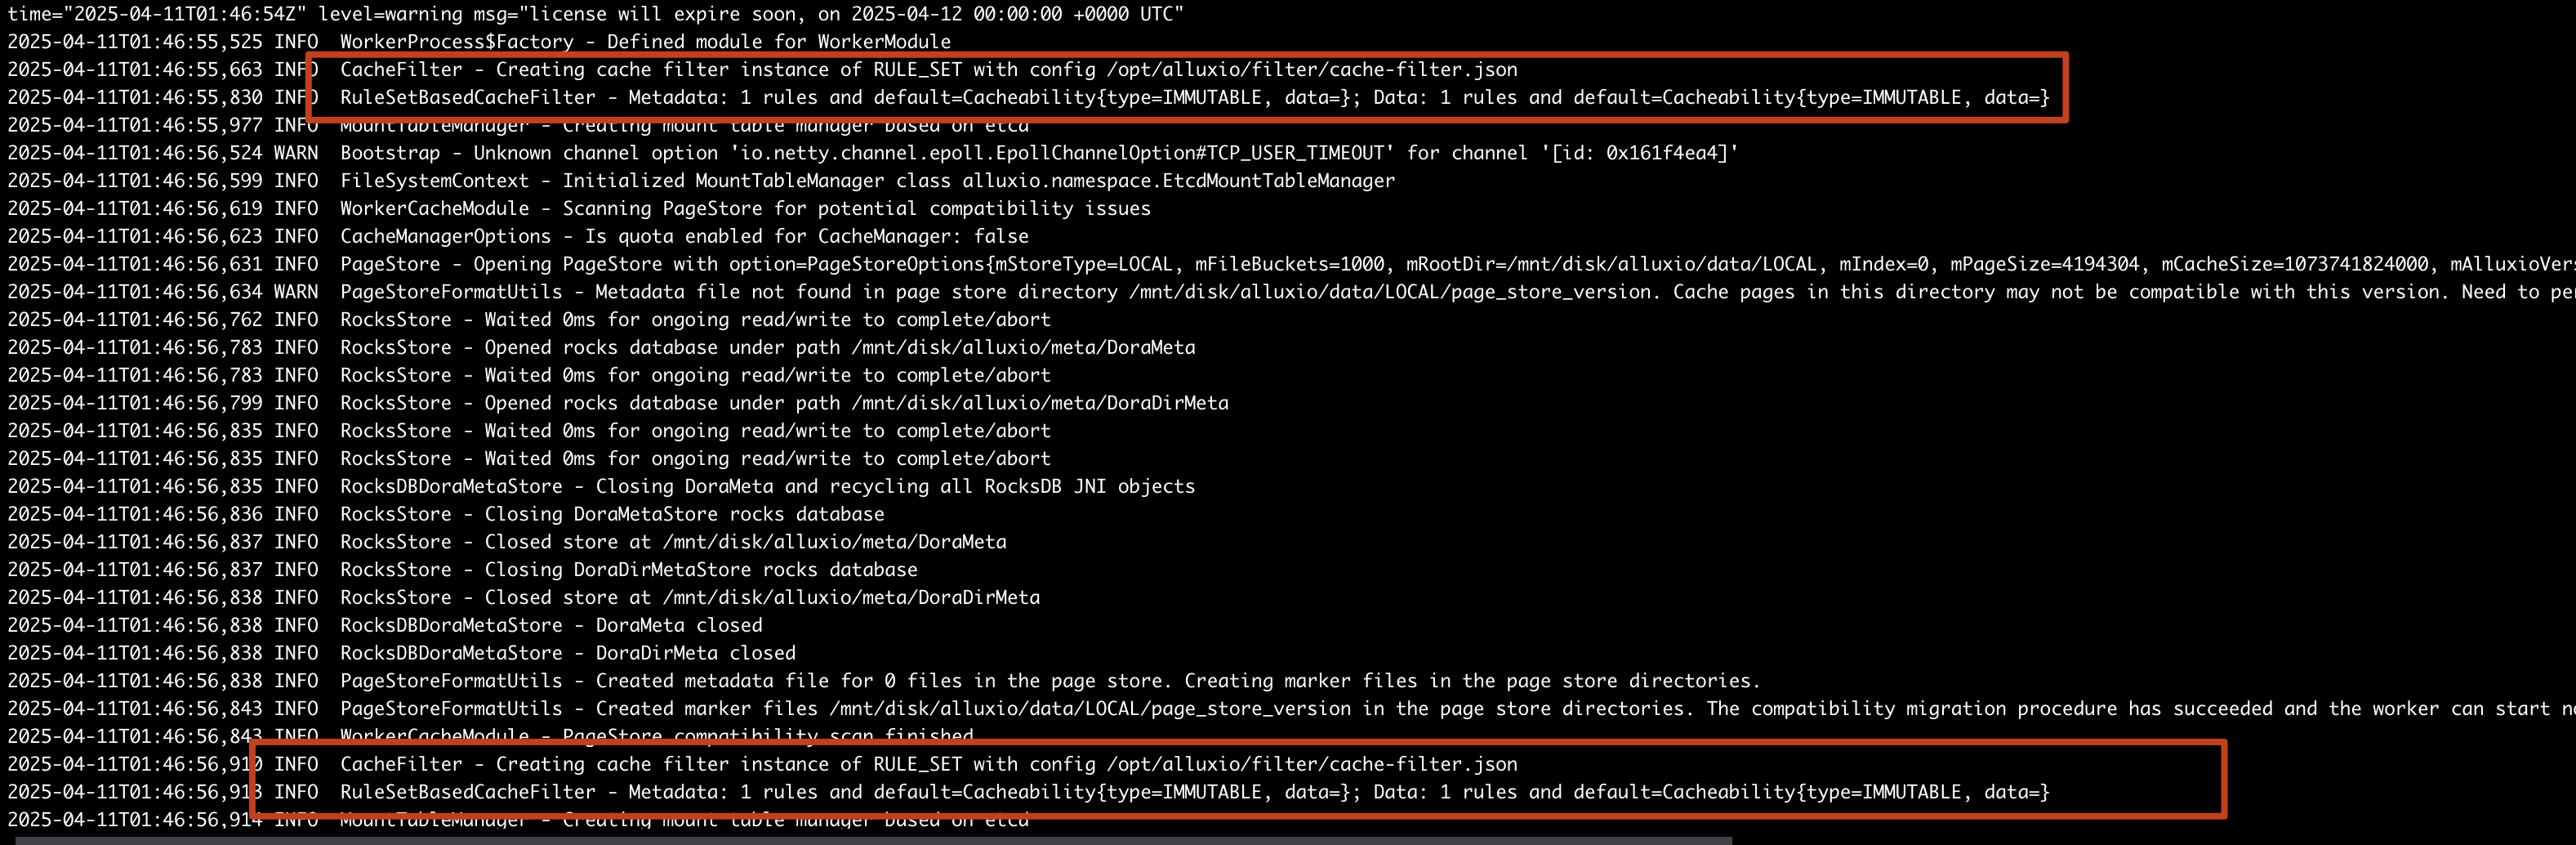 time="2025-04-11T01:46:54Z" level=warning msg="license will expire soon, on 2025-04-12 00:00:00 +0000 UTC"
2025-04-11T01:46:55,525 INFO  WorkerProcess$Factory - Defined module for WorkerModule
2025-04-11T01:46:55,663 INFO  CacheFilter - Creating cache filter instance of RULE_SET with config /opt/alluxio/filter/cache-filter.json
2025-04-11T01:46:55,830 INFO  RuleSetBasedCacheFilter - Metadata: 1 rules and default=Cacheability{type=IMMUTABLE, data=}; Data: 1 rules and default=Cacheability{type=IMMUTABLE, data=}
2025-04-11T01:46:55,977 INFO  MountTableManager - Creating mount table manager based on etcd
2025-04-11T01:46:56,524 WARN  Bootstrap - Unknown channel option 'io.netty.channel.epoll.EpollChannelOption#TCP_USER_TIMEOUT' for channel '[id: 0x161f4ea4]'
2025-04-11T01:46:56,599 INFO  FileSystemContext - Initialized MountTableManager class alluxio.namespace.EtcdMountTableManager
2025-04-11T01:46:56,619 INFO  WorkerCacheModule - Scanning PageStore for potential compatibility issues
2025-04-11T01:46:56,623 INFO  CacheManagerOptions - Is quota enabled for CacheManager: false
2025-04-11T01:46:56,631 INFO  PageStore - Opening PageStore with option=PageStoreOptions{mStoreType=LOCAL, mFileBuckets=1000, mRootDir=/mnt/disk/alluxio/data/LOCAL, mIndex=0, mPageSize=4194304, mCacheSize=1073741824000, mAlluxioVers
2025-04-11T01:46:56,634 WARN  PageStoreFormatUtils - Metadata file not found in page store directory /mnt/disk/alluxio/data/LOCAL/page_store_version. Cache pages in this directory may not be compatible with this version. Need to per
2025-04-11T01:46:56,762 INFO  RocksStore - Waited 0ms for ongoing read/write to complete/abort
2025-04-11T01:46:56,783 INFO  RocksStore - Opened rocks database under path /mnt/disk/alluxio/meta/DoraMeta
2025-04-11T01:46:56,783 INFO  RocksStore - Waited 0ms for ongoing read/write to complete/abort
2025-04-11T01:46:56,799 INFO  RocksStore - Opened rocks database under path /mnt/disk/alluxio/meta/DoraDirMeta
2025-04-11T01:46:56,835 INFO  RocksStore - Waited 0ms for ongoing read/write to complete/abort
2025-04-11T01:46:56,835 INFO  RocksStore - Waited 0ms for ongoing read/write to complete/abort
2025-04-11T01:46:56,835 INFO  RocksDBDoraMetaStore - Closing DoraMeta and recycling all RocksDB JNI objects
2025-04-11T01:46:56,836 INFO  RocksStore - Closing DoraMetaStore rocks database
2025-04-11T01:46:56,837 INFO  RocksStore - Closed store at /mnt/disk/alluxio/meta/DoraMeta
2025-04-11T01:46:56,837 INFO  RocksStore - Closing DoraDirMetaStore rocks database
2025-04-11T01:46:56,838 INFO  RocksStore - Closed store at /mnt/disk/alluxio/meta/DoraDirMeta
2025-04-11T01:46:56,838 INFO  RocksDBDoraMetaStore - DoraMeta closed
2025-04-11T01:46:56,838 INFO  RocksDBDoraMetaStore - DoraDirMeta closed
2025-04-11T01:46:56,838 INFO  PageStoreFormatUtils - Created metadata file for 0 files in the page store. Creating marker files in the page store directories.
2025-04-11T01:46:56,843 INFO  PageStoreFormatUtils - Created marker files /mnt/disk/alluxio/data/LOCAL/page_store_version in the page store directories. The compatibility migration procedure has succeeded and the worker can start
2025-04-11T01:46:56,843 INFO  WorkerCacheModule - PageStore compatibility scan finished
2025-04-11T01:46:56,910 INFO  CacheFilter - Creating cache filter instance of RULE_SET with config /opt/alluxio/filter/cache-filter.json
2025-04-11T01:46:56,913 INFO  RuleSetBasedCacheFilter - Metadata: 1 rules and default=Cacheability{type=IMMUTABLE, data=}; Data: 1 rules and default=Cacheability{type=IMMUTABLE, data=}
2025-04-11T01:46:56,914 INFO  MountTableManager - Creating mount table manager based on etcd